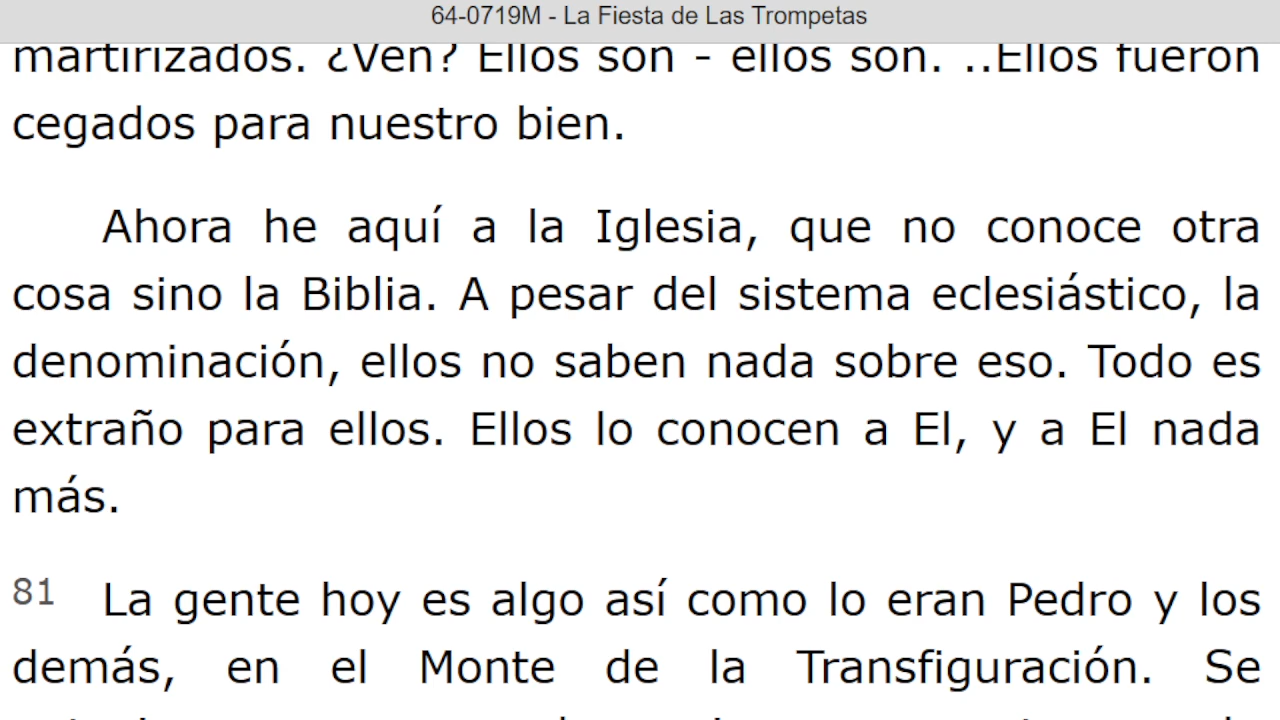 64-0719M - La Fiesta de Las Trompetas
martirizados. ¿Ven? Ellos son - ellos son. ..Ellos fueron
cegados para nuestro bien.
Ahora he aquí a la Iglesia, que no conoce otra
cosa sino la Biblia. A pesar del sistema eclesiástico, la
denominación, ellos no saben nada sobre eso. Todo es
extraño para ellos. Ellos lo conocen a El, y a El nada
más.
81 La gente hoy es algo así como lo eran Pedro y los
demás, en el Monte de la Transfiguración. Se